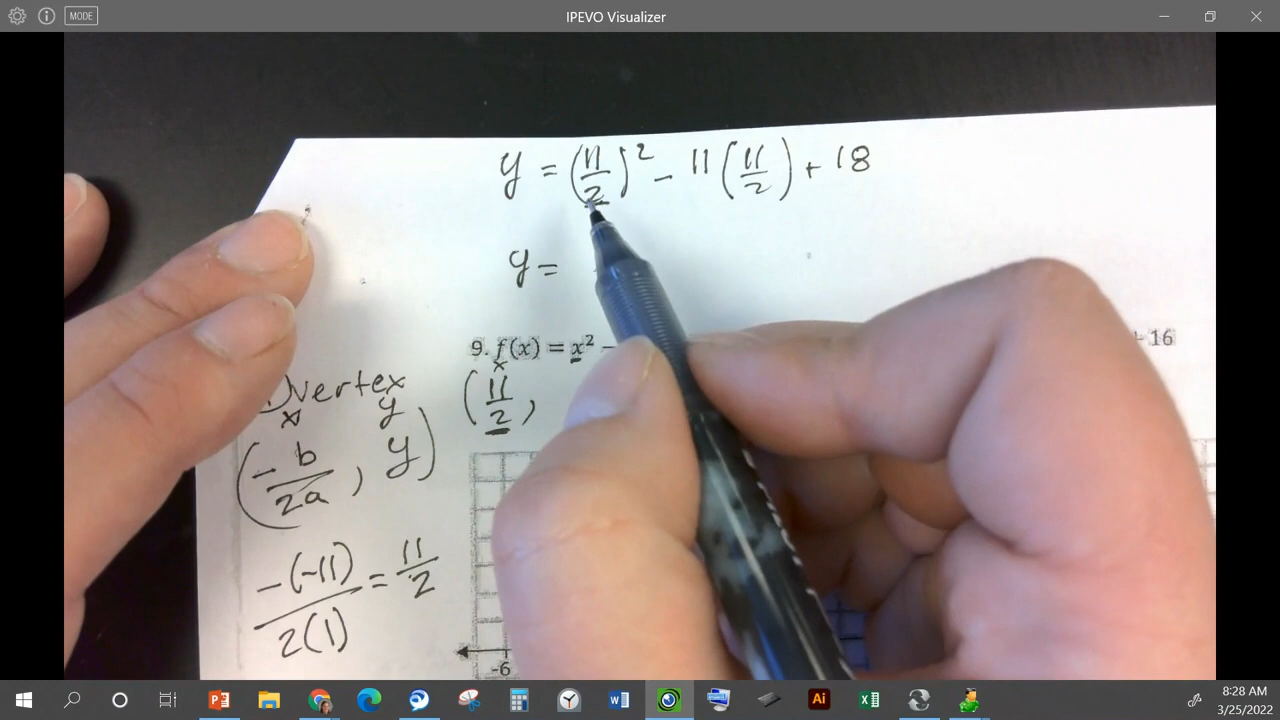 MODE
IPEVO Visualizer
y = (11/2)² - 11(11/2) + 18
y =
9. f(x) = x² -
16
1) vertex
x y
(11/2,
x
(-b/2a, y)
-(-11)/2(1) = 11/2
-6
8:28 AM
3/25/2022